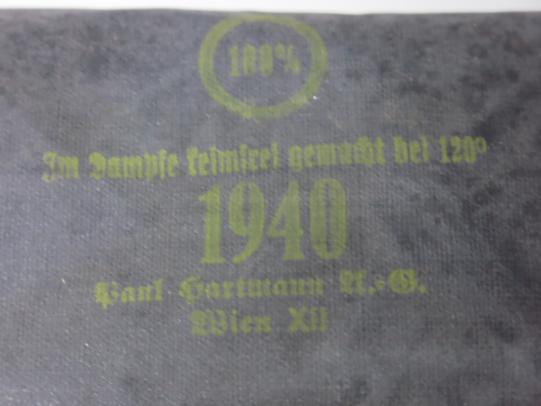 100%
Im Dampfe keimfrei gemacht bei 120°
1940
Paul Hartmann A.=G.
Wien XII